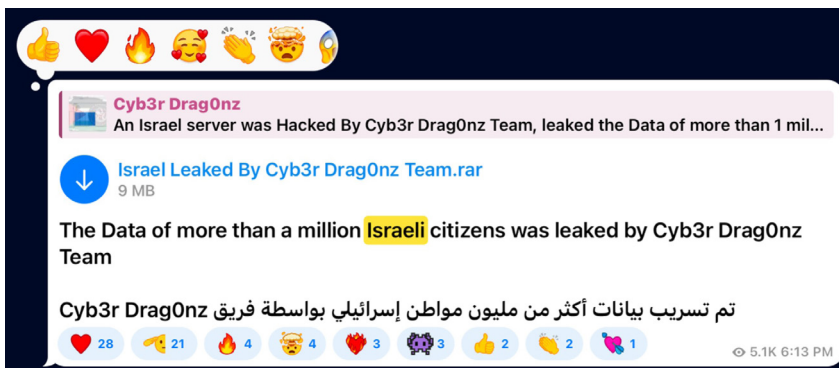 Cyb3r Drag0nz
An Israel server was Hacked By Cyb3r Drag0nz Team, leaked the Data of more than 1 mil...
Israel Leaked By Cyb3r Drag0nz Team.rar
9 MB
The Data of more than a million Israeli citizens was leaked by Cyb3r Drag0nz
Team
تم تسريب بيانات أكثر من مليون مواطن إسرائيلي بواسطة فريق Cyb3r Drag0nz
28 21 4 4 3 3 2 2 1 5.1K 6:13 PM